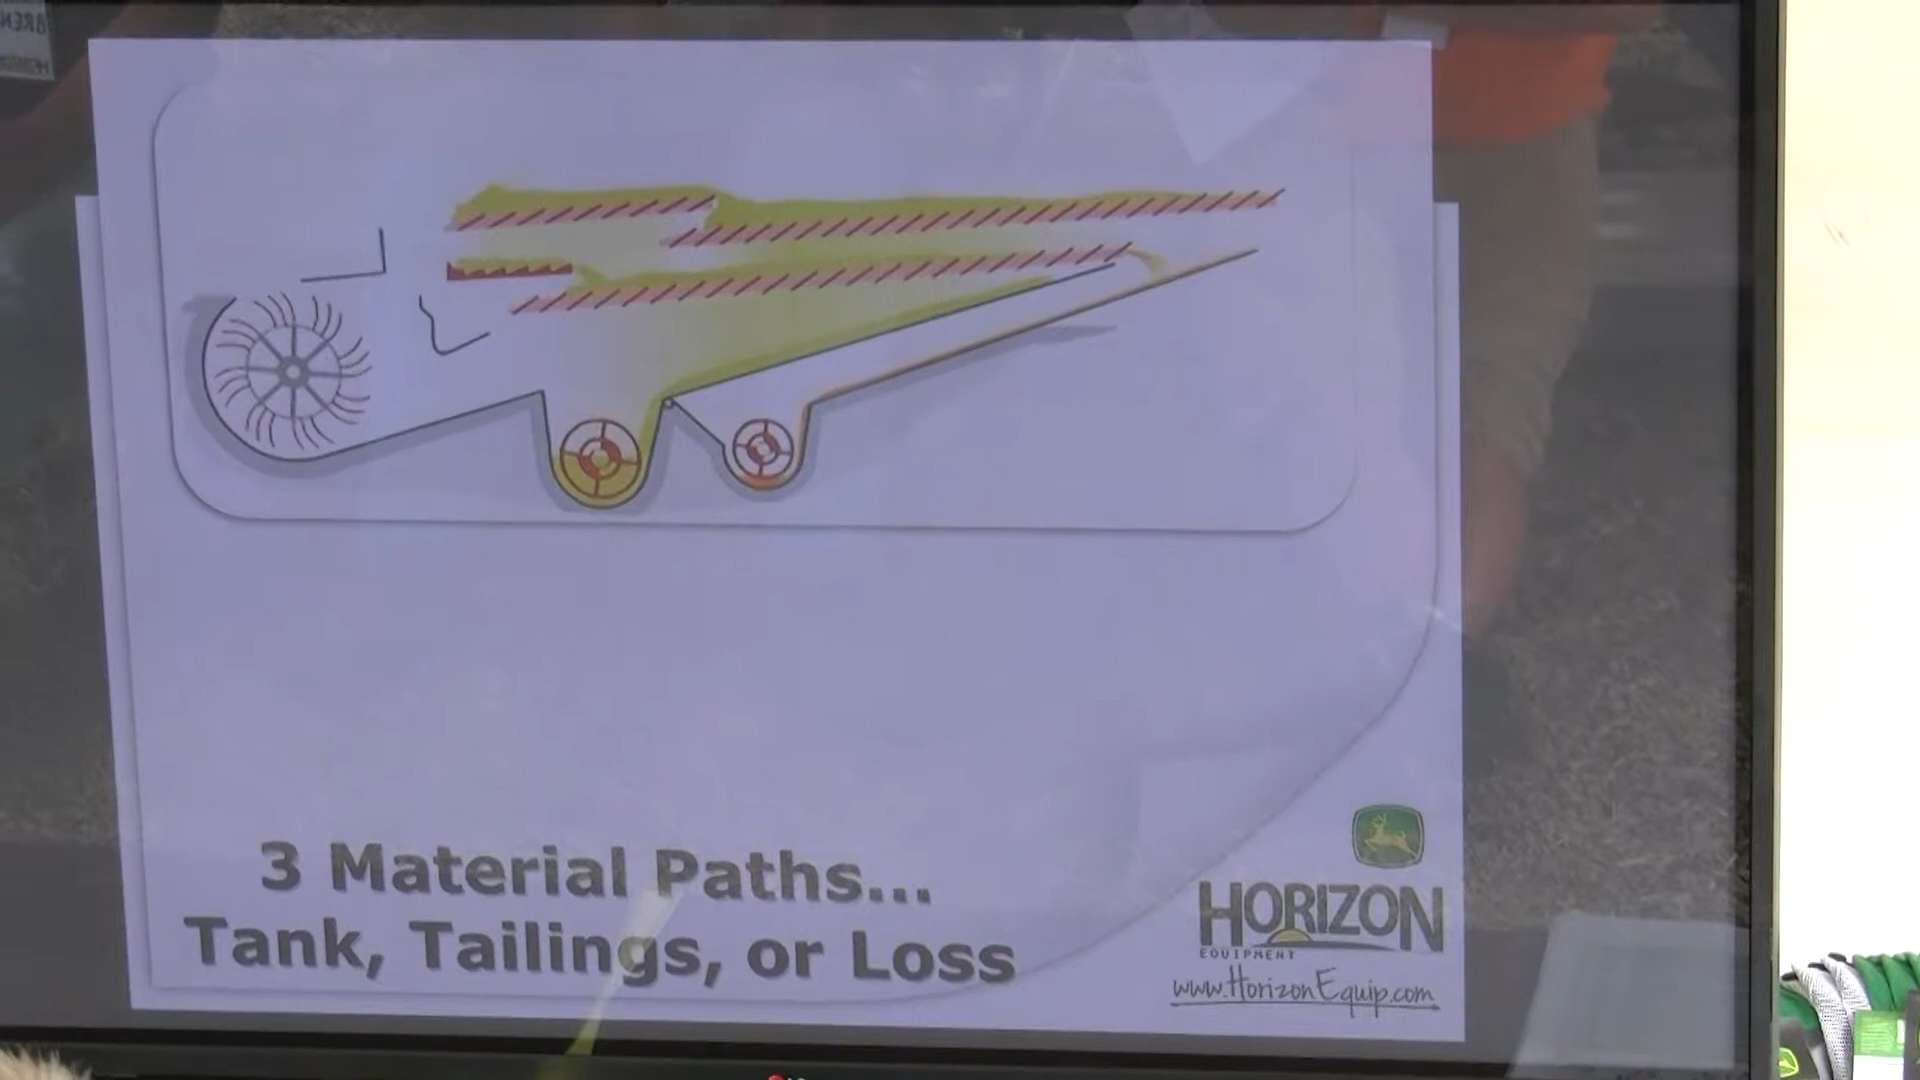 3 Material Paths...
Tank, Tailings, or Loss
HORIZON
EQUIPMENT
www.HorizonEquip.com